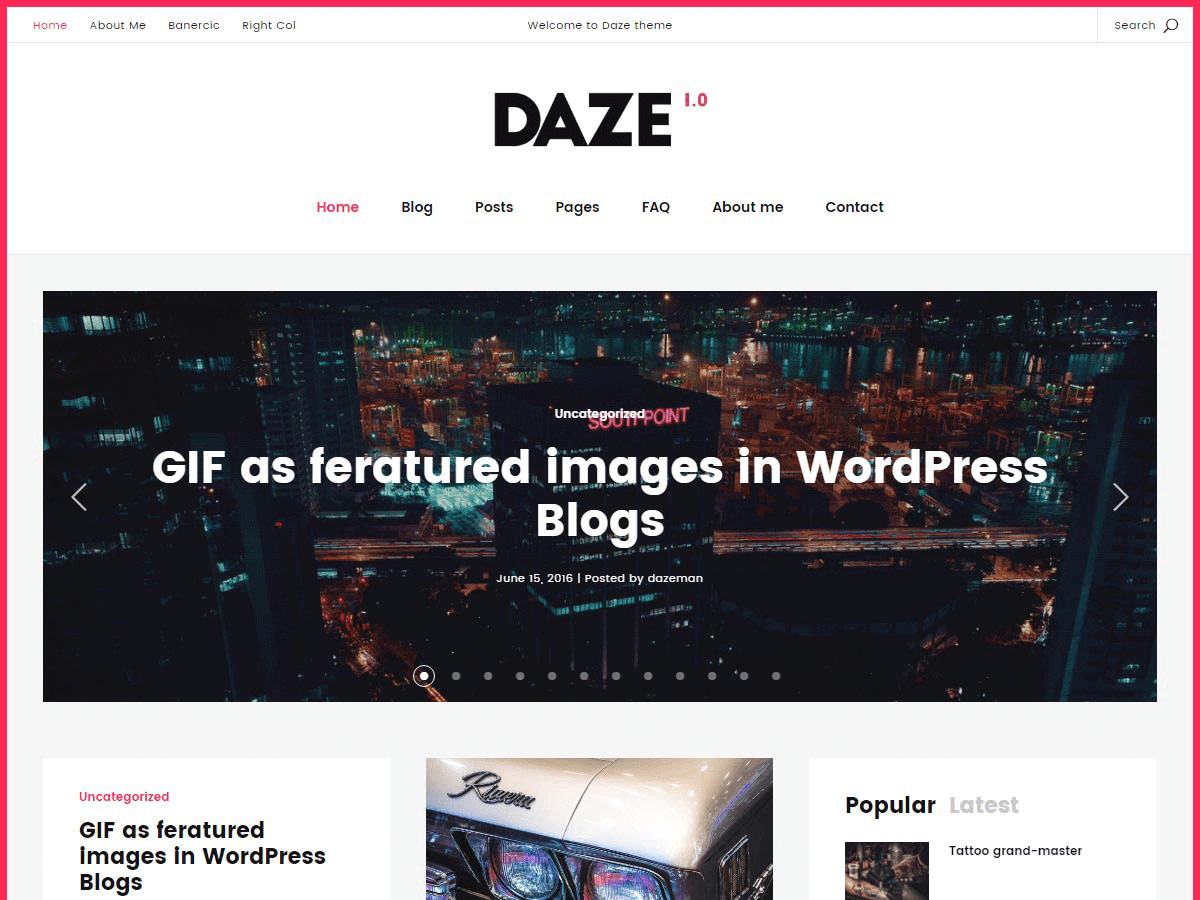 Home About Me Banercic Right Col Welcome to Daze theme Search
DAZE 1.0
Home Blog Posts Pages FAQ About me Contact
Uncategorized
SOUTHPOINT
GIF as feratured images in WordPress
Blogs
June 15, 2016 | Posted by dazeman
Uncategorized
GIF as feratured
images in WordPress
Blogs
Riviera
Popular Latest
Tattoo grand-master